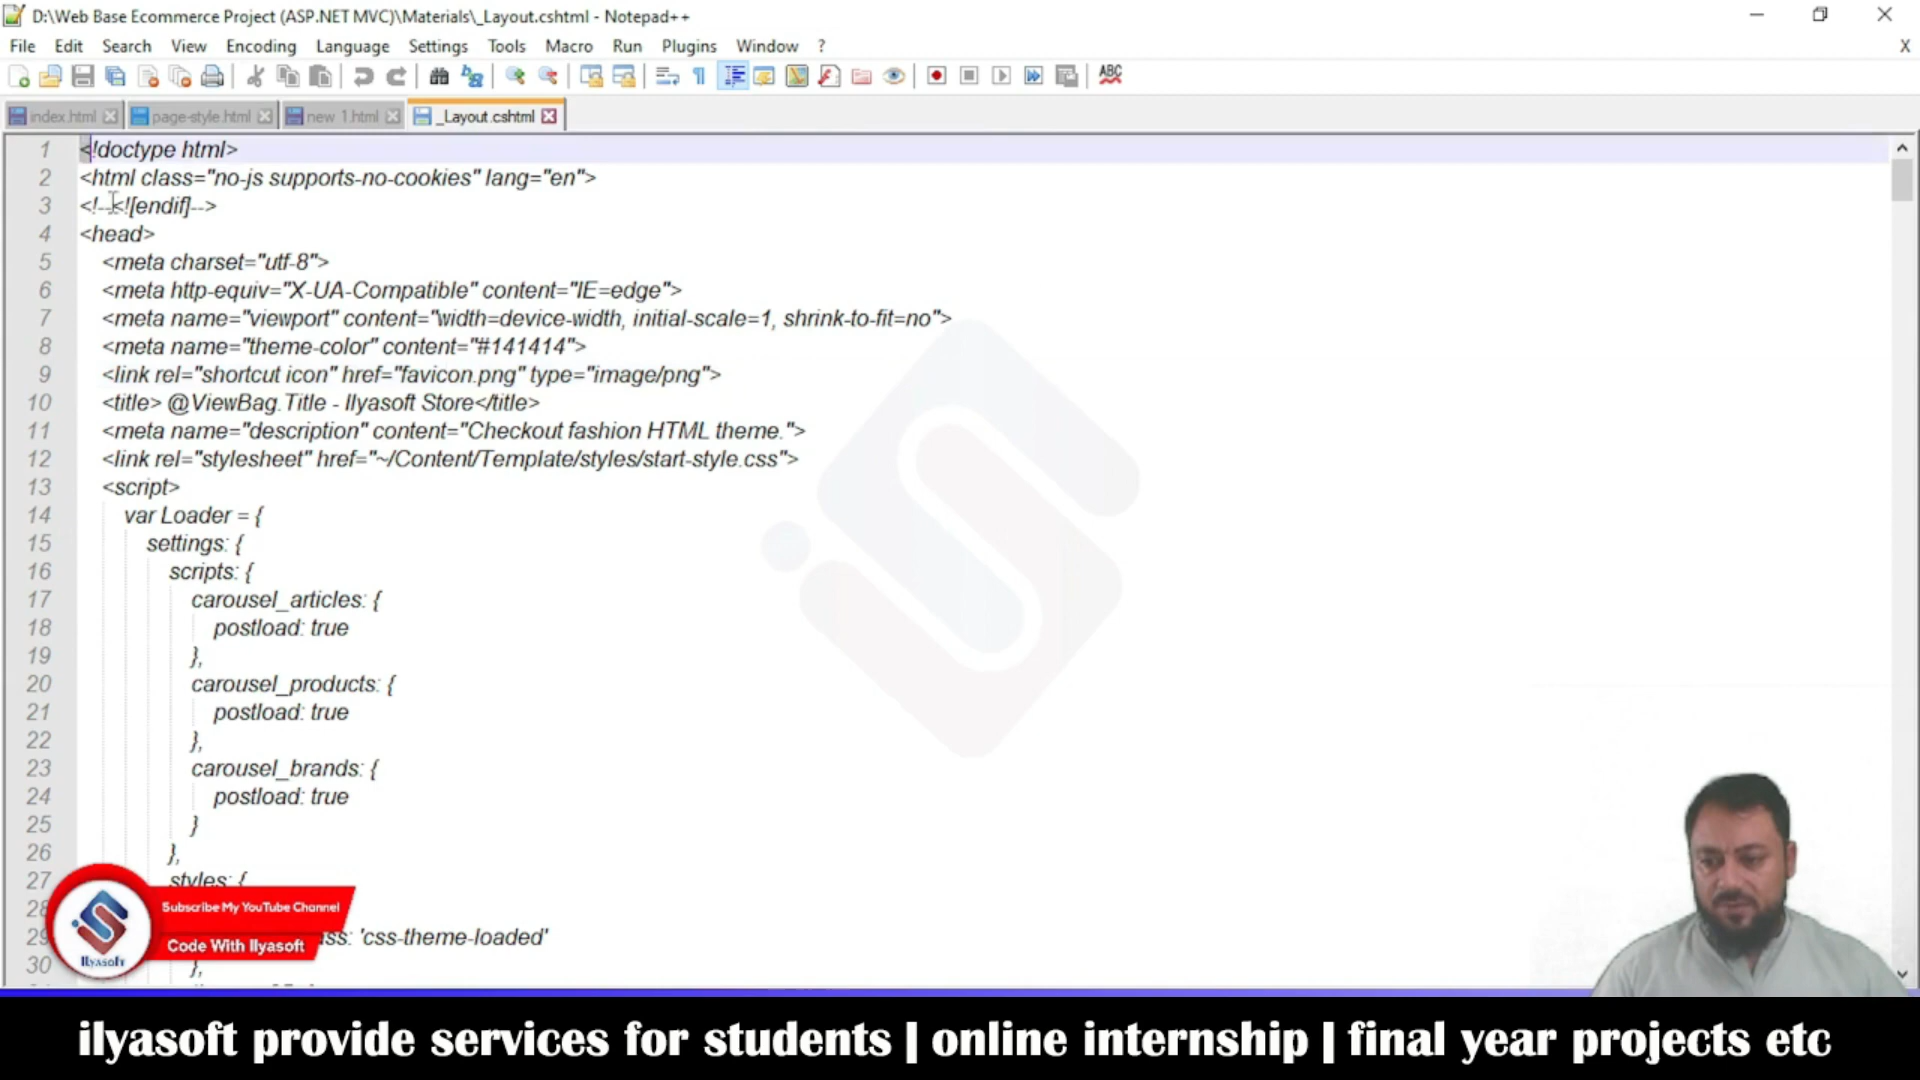 D:\Web Base Ecommerce Project (ASP.NET MVC)\Materials\_Layout.cshtml - Notepad++
File Edit Search View Encoding Language Settings Tools Macro Run Plugins Window ? X
ABC
index.html page-style.html new 1.html _Layout.cshtml
1 <!doctype html>
2 <html class="no-js supports-no-cookies" lang="en">
3 <!--<![endif]-->
4 <head>
5 <meta charset="utf-8">
6 <meta http-equiv="X-UA-Compatible" content="IE=edge">
7 <meta name="viewport" content="width=device-width, initial-scale=1, shrink-to-fit=no">
8 <meta name="theme-color" content="#141414">
9 <link rel="shortcut icon" href="favicon.png" type="image/png">
10 <title> @ViewBag.Title - Ilyasoft Store</title>
11 <meta name="description" content="Checkout fashion HTML theme.">
12 <link rel="stylesheet" href="~/Content/Template/styles/start-style.css">
13 <script>
14 var Loader = {
15 settings: {
16 scripts: {
17 carousel_articles: {
18 postload: true
19 },
20 carousel_products: {
21 postload: true
22 },
23 carousel_brands: {
24 postload: true
25 }
26 },
27 styles: {
28
29 ss: 'css-theme-loaded'
30 },
Subscribe My YouTube Channel
Code With Ilyasoft
Ilyasoft
ilyasoft provide services for students | online internship | final year projects etc